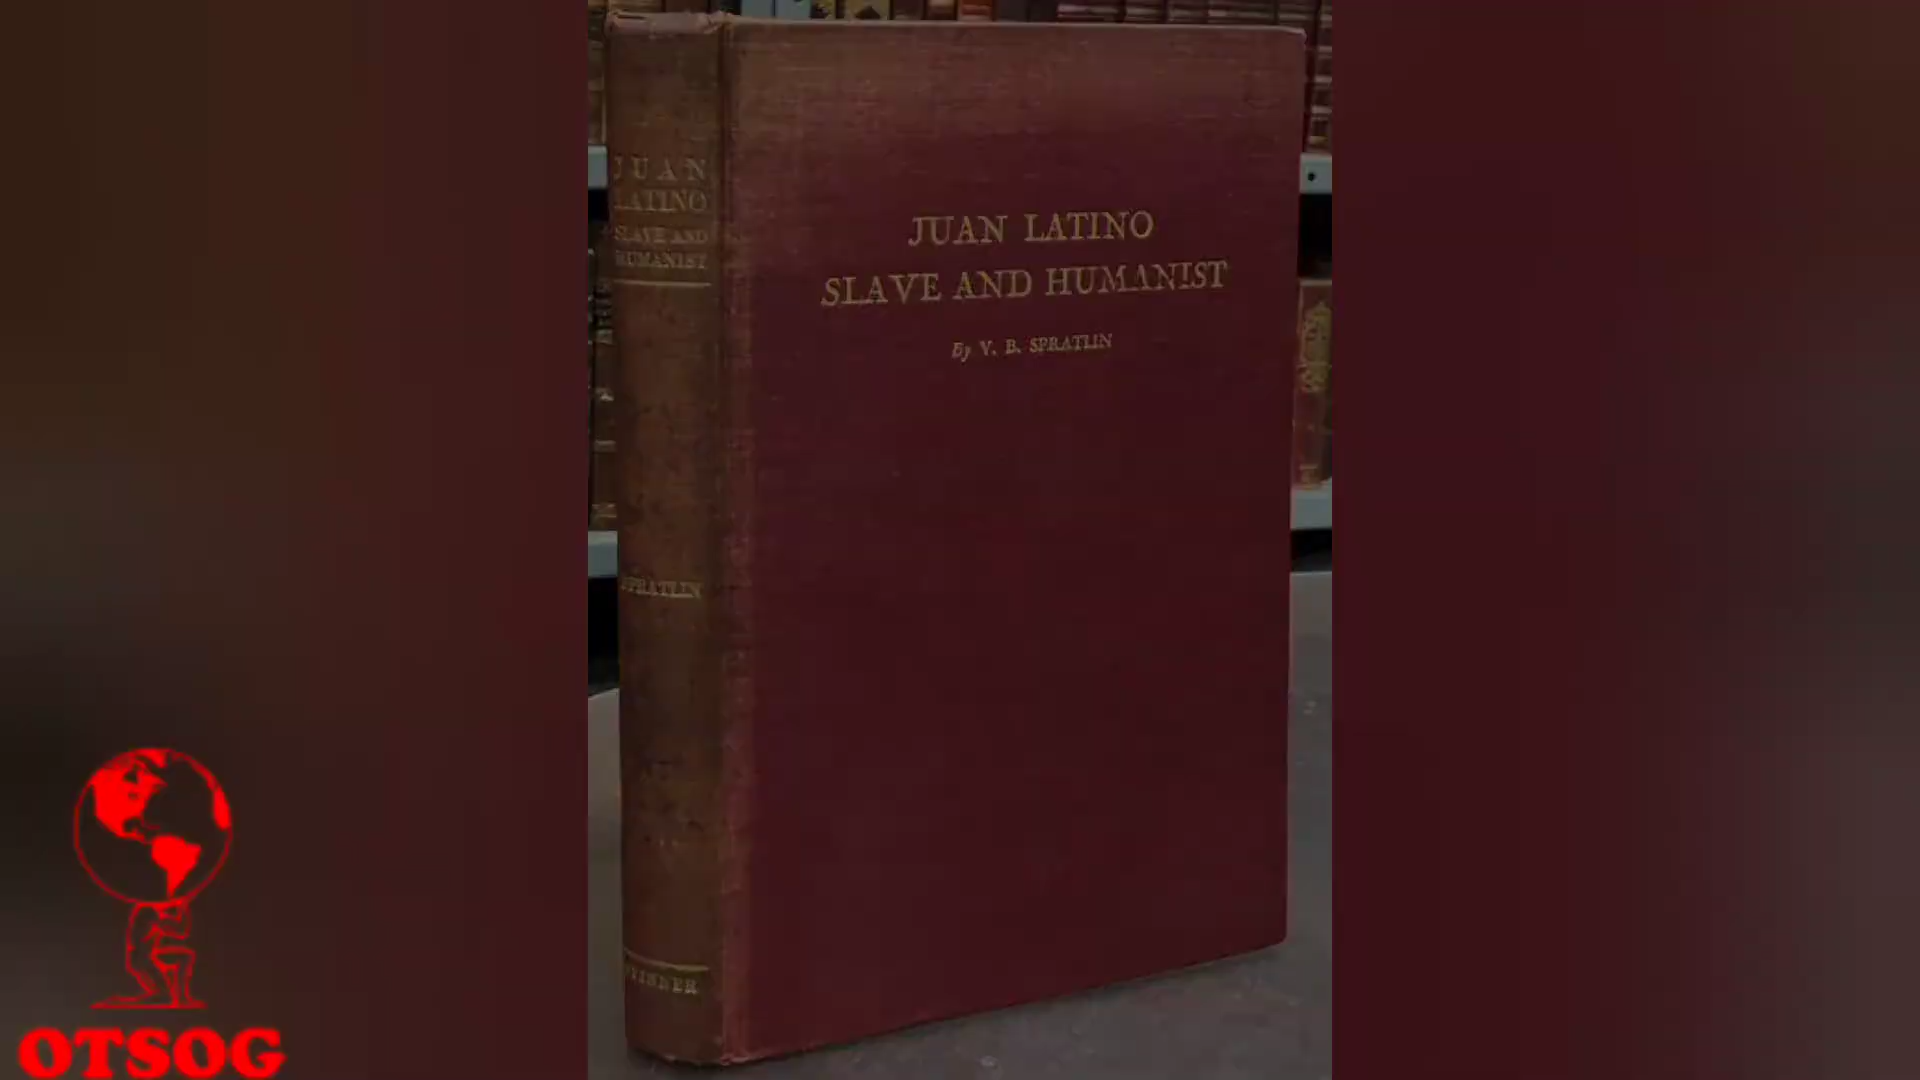 JUAN
LATINO
SLAVE AND
HUMANIST
SPRATLIN
JUAN LATINO
SLAVE AND HUMANIST
By V. B. SPRATLIN
OTSOG